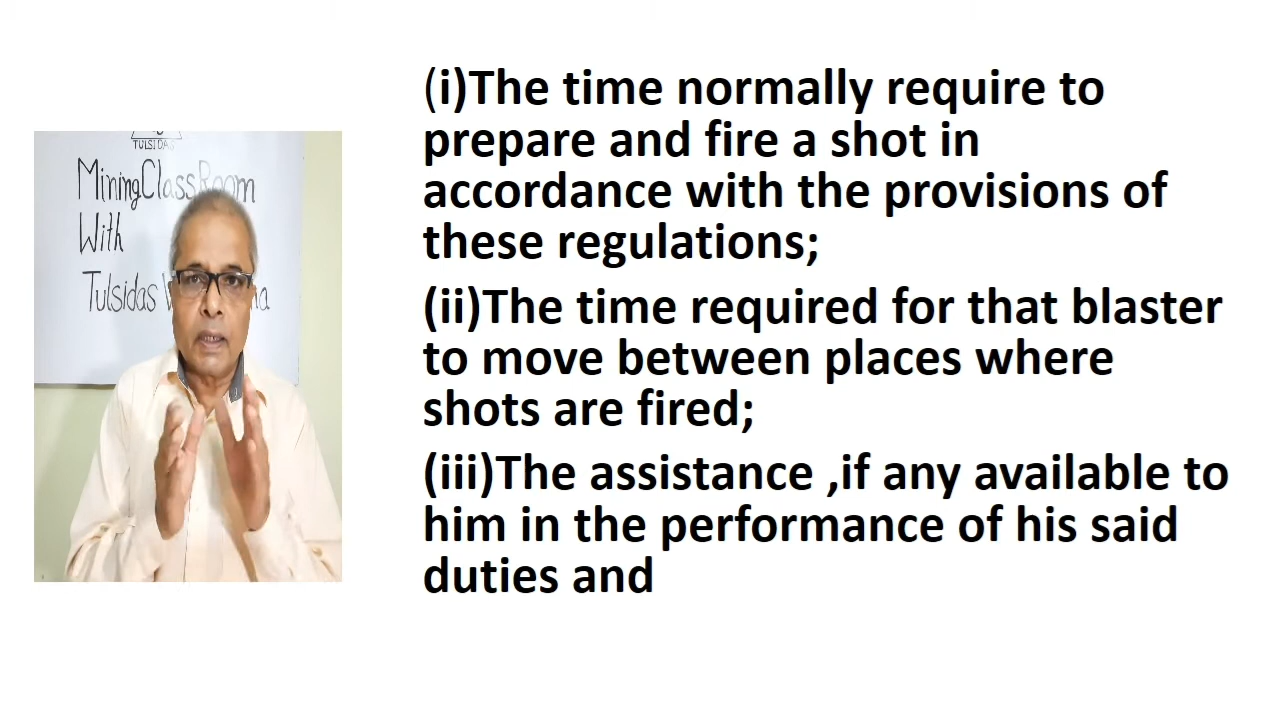 TULSIDAS
MiningClassRoom
With
Tulsidas
(i)The time normally require to
prepare and fire a shot in
accordance with the provisions of
these regulations;
(ii)The time required for that blaster
to move between places where
shots are fired;
(iii)The assistance ,if any available to
him in the performance of his said
duties and